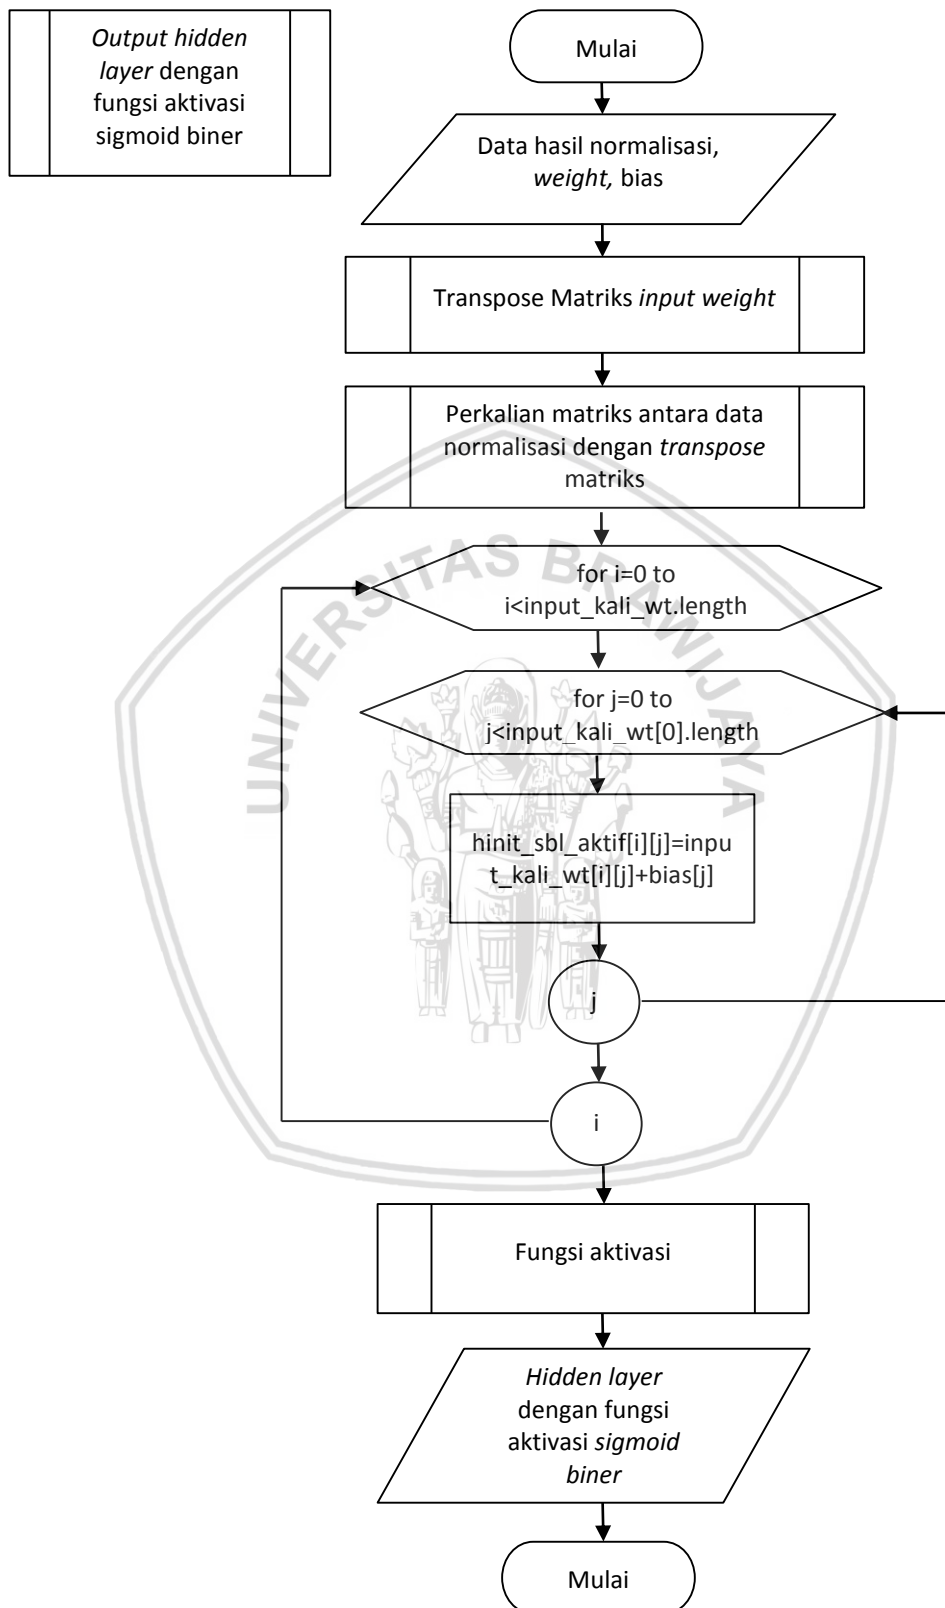 Output hidden
layer dengan
fungsi aktivasi
sigmoid biner
Mulai
Data hasil normalisasi,
weight, bias
Transpose Matriks input weight
Perkalian matriks antara data
normalisasi dengan transpose
matriks
UNIVERSITAS BRAWIJAYA
for i=0 to
i<input_kali_wt.length
for j=0 to
j<input_kali_wt[0].length
hinit_sbl_aktif[i][j]=inpu
t_kali_wt[i][j]+bias[j]
j
i
Fungsi aktivasi
Hidden layer
dengan fungsi
aktivasi sigmoid
biner
Mulai